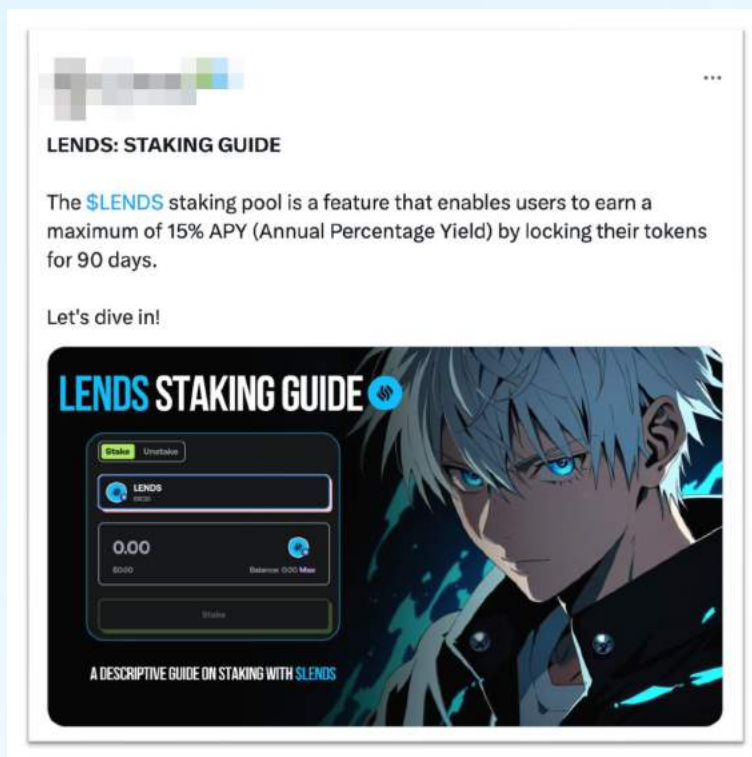 LENDS: STAKING GUIDE
The $LENDS staking pool is a feature that enables users to earn a
maximum of 15% APY (Annual Percentage Yield) by locking their tokens
for 90 days.
Let's dive in!
LENDS STAKING GUIDE
Stake Unstake
LENDS
0.00
$0.00 Balance: 0.00 Max
Stake
A DESCRIPTIVE GUIDE ON STAKING WITH $LENDS